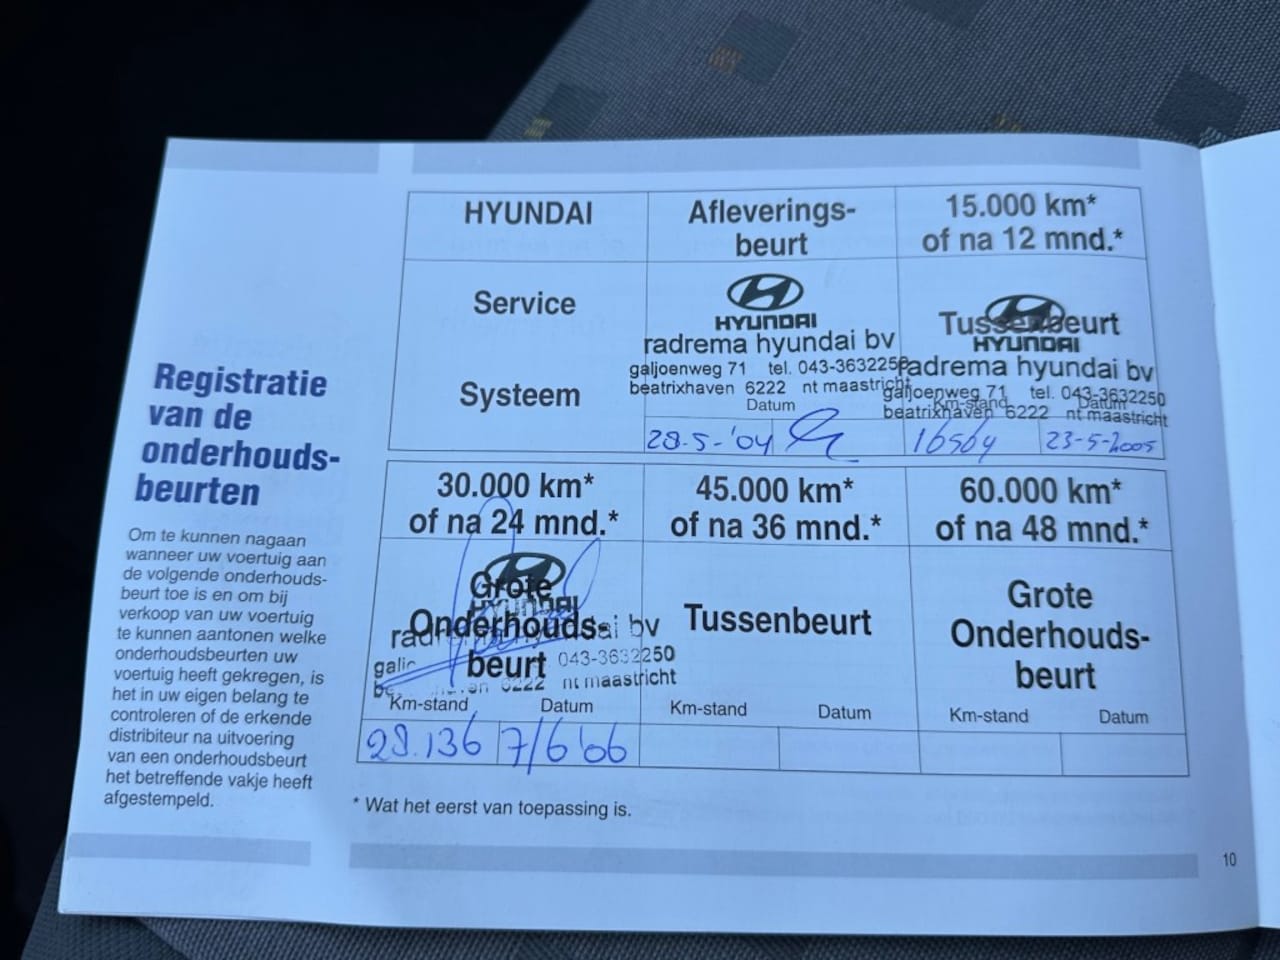 Registratie
van de
onderhouds-
beurten
Om te kunnen nagaan
wanneer uw voertuig aan
de volgende onderhouds-
beurt toe is en om bij
verkoop van uw voertuig
te kunnen aantonen welke
onderhoudsbeurten uw
voertuig heeft gekregen, is
het in uw eigen belang te
controleren of de erkende
distribiteur na uitvoering
van een onderhoudsbeurt
het betreffende vakje heeft
afgestempeld.
HYUNDAI
Service
Systeem
Afleverings-
beurt
HYUNDAI
radrema hyundai bv
galjoenweg 71 tel. 043-3632250
beatrixhaven 6222 nt maastricht
Datum
28-5-'04
15.000 km*
of na 12 mnd.*
Tussenbeurt
HYUNDAI
radrema hyundai bv
galjoenweg 71 tel. 043-3632250
beatrixhaven 6222 nt maastricht
Km-stand Datum
16564 23-5-2005
30.000 km*
of na 24 mnd.*
Grote
HYUNDAI
Onderhouds-
bv
beurt
043-3632250
6222 nt maastricht
Km-stand Datum
28.136 7/6'06
45.000 km*
of na 36 mnd.*
Tussenbeurt
Km-stand Datum
60.000 km*
of na 48 mnd.*
Grote
Onderhouds-
beurt
Km-stand Datum
* Wat het eerst van toepassing is.
10